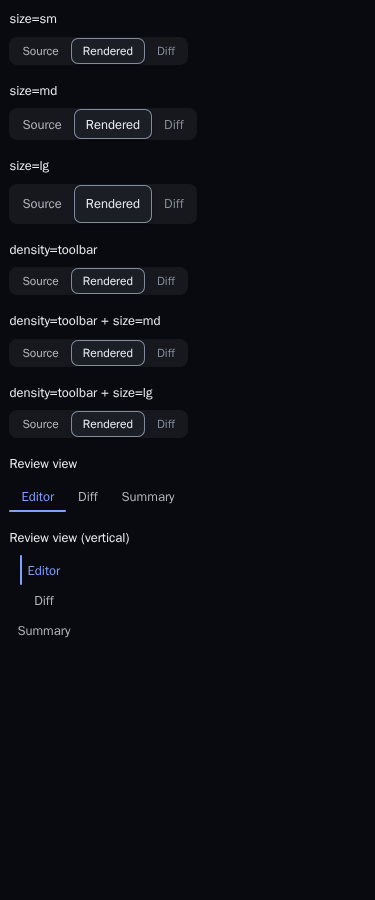 size=sm
Source Rendered Diff
size=md
Source Rendered Diff
size=lg
Source Rendered Diff
density=toolbar
Source Rendered Diff
density=toolbar + size=md
Source Rendered Diff
density=toolbar + size=lg
Source Rendered Diff
Review view
Editor Diff Summary
Review view (vertical)
Editor
Diff
Summary